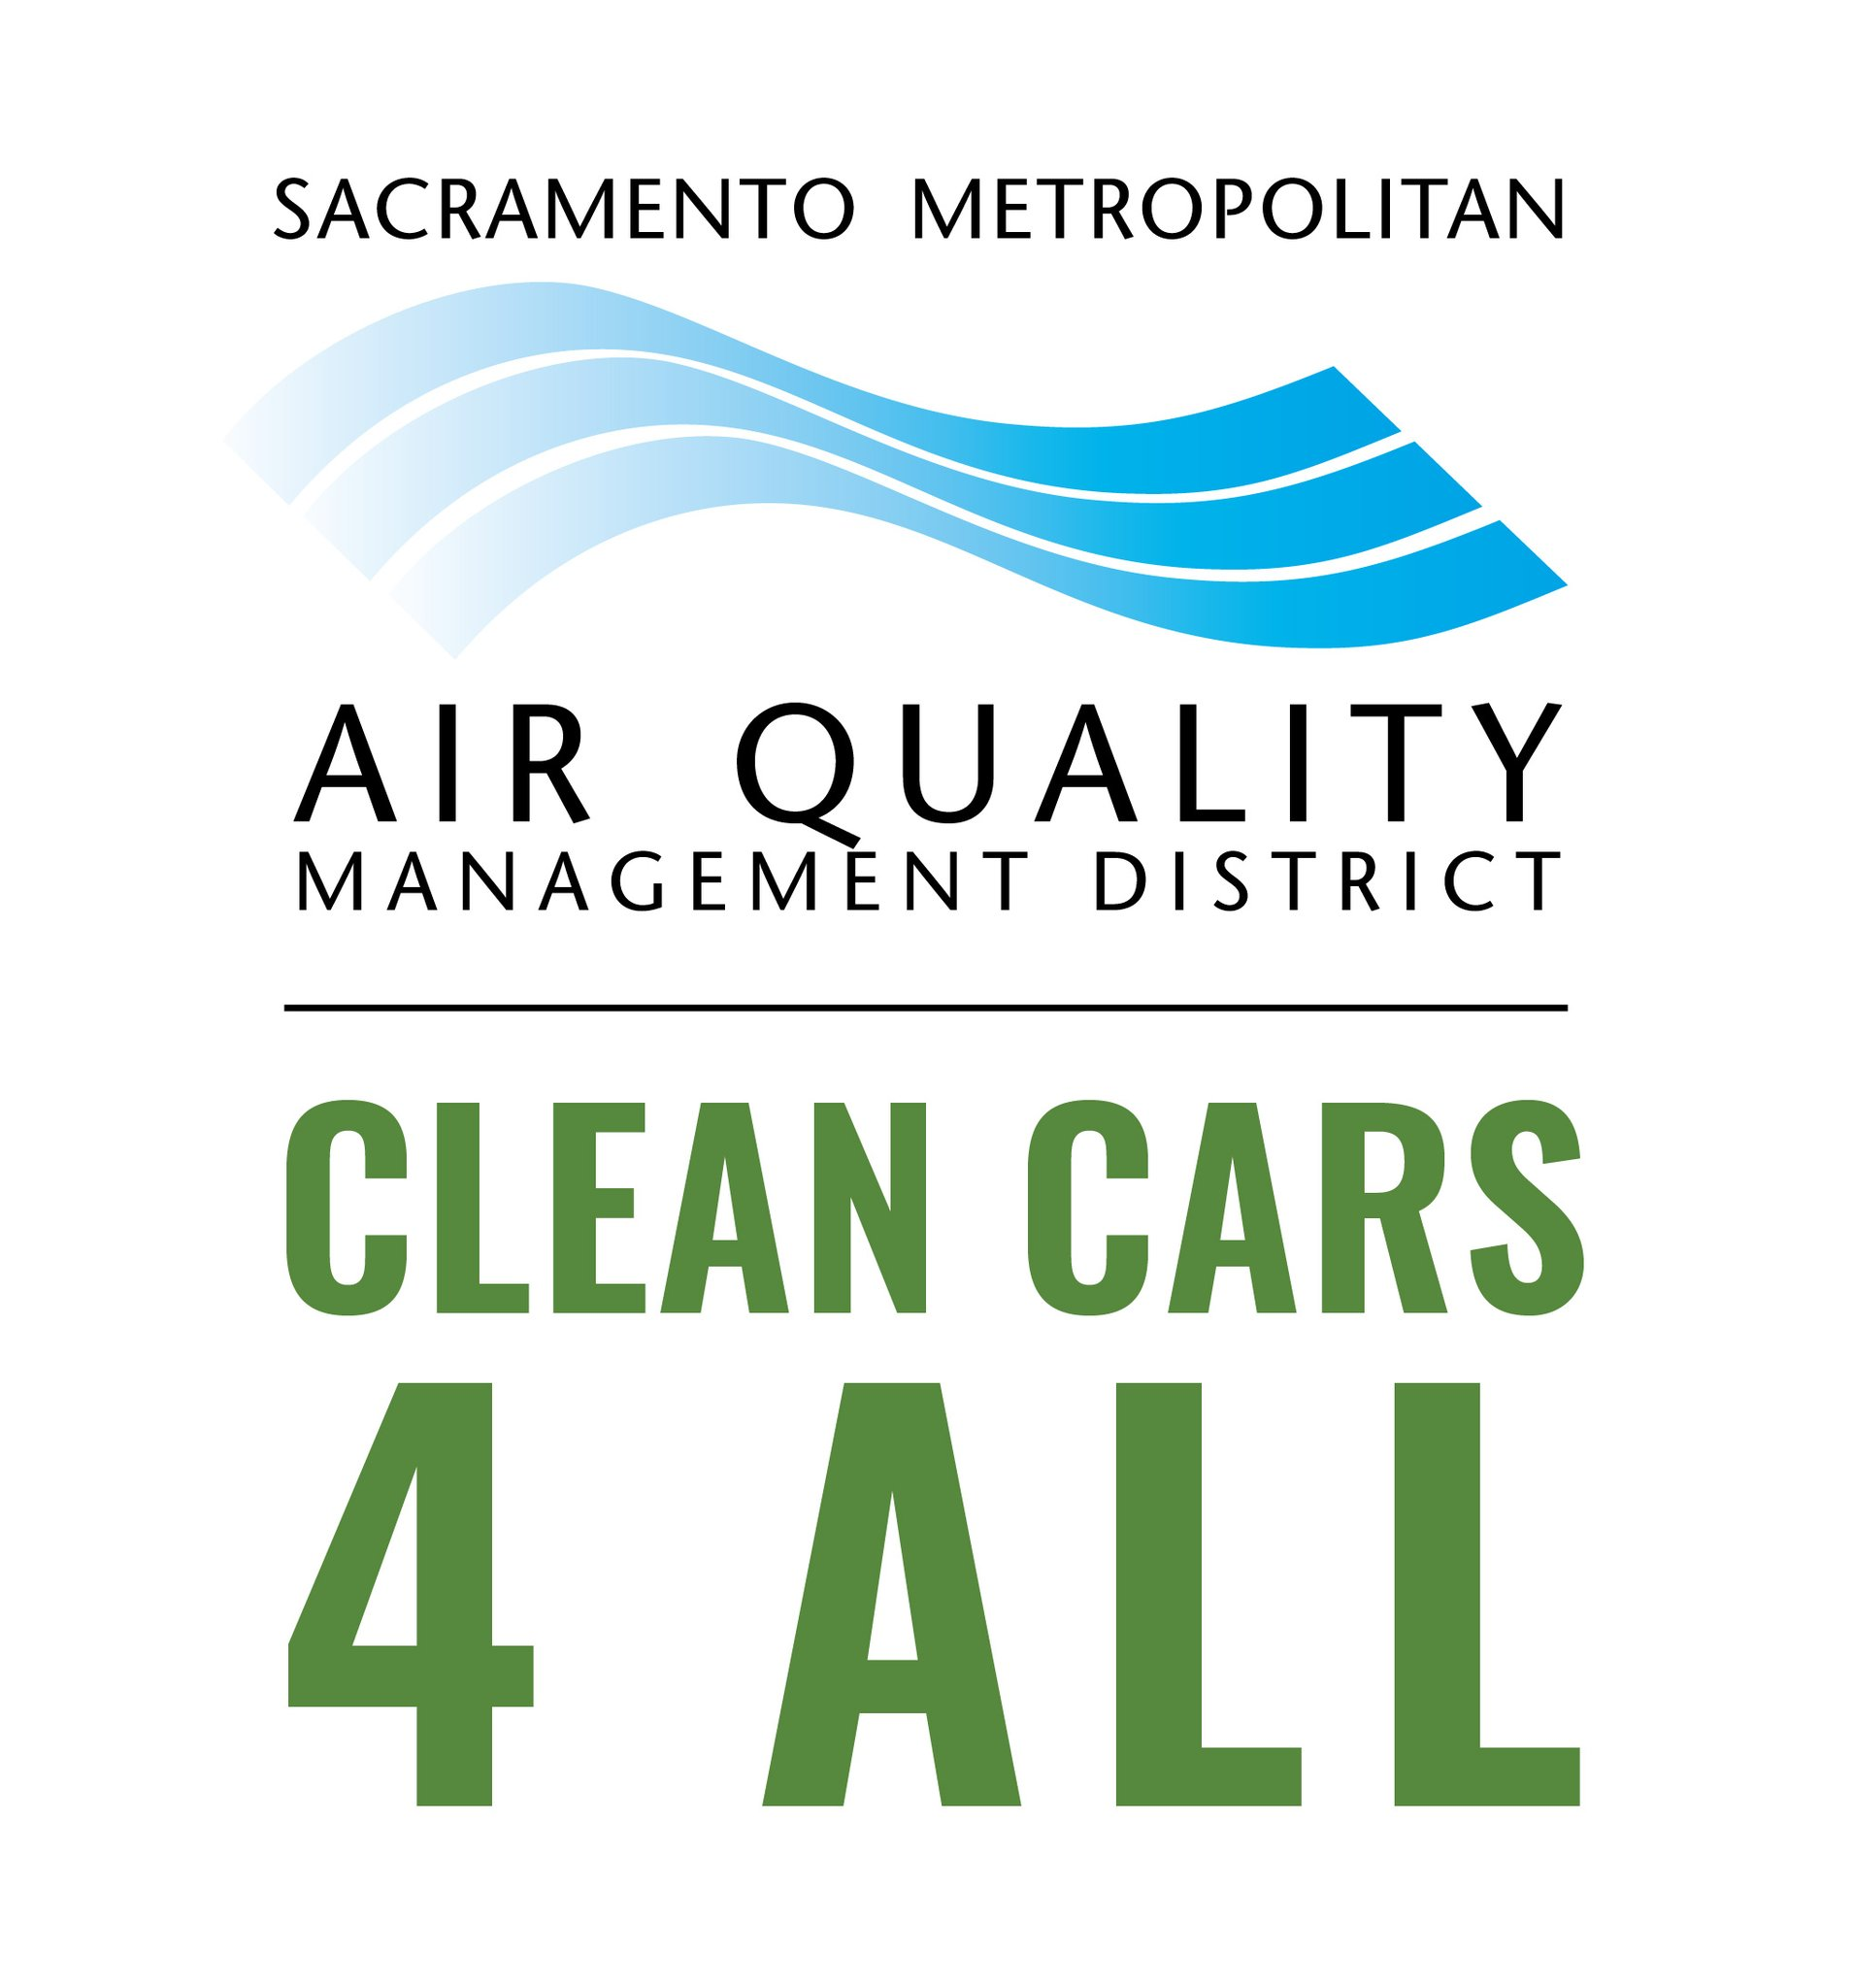 SACRAMENTO METROPOLITAN
AIR QUALITY
MANAGEMENT DISTRICT
CLEAN CARS
4 ALL